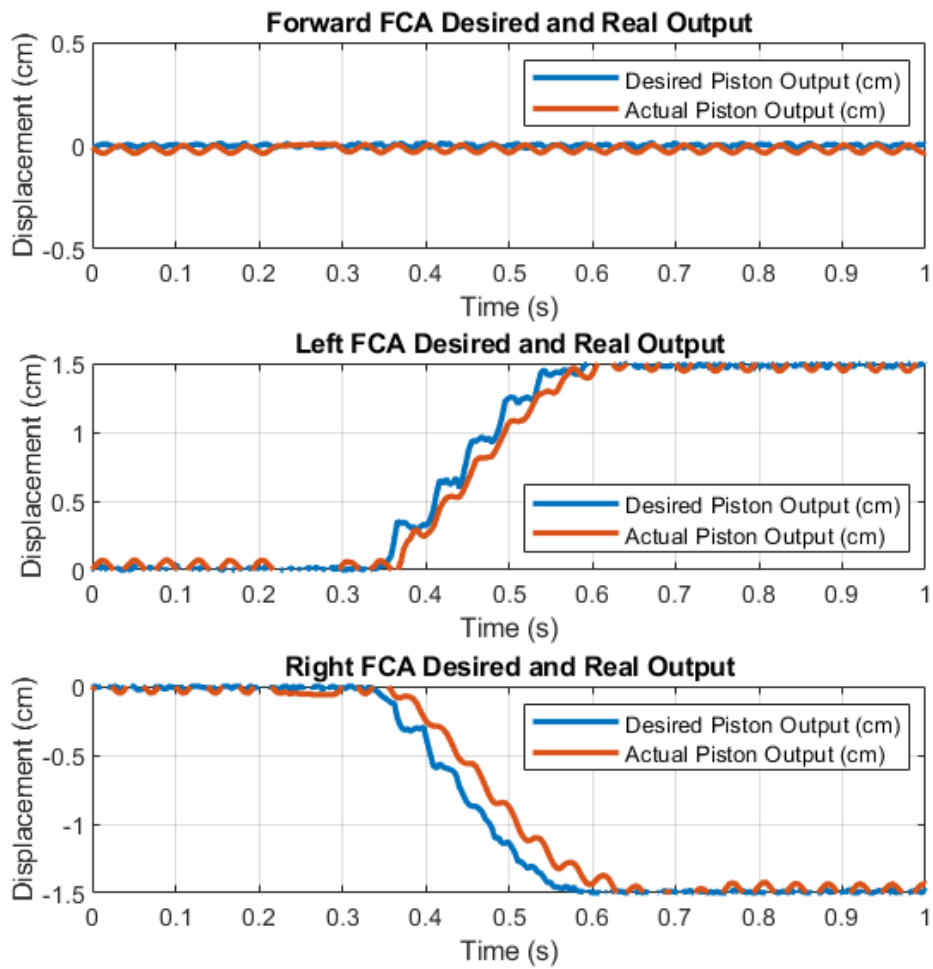 Forward FCA Desired and Real Output
0.5
0
-0.5
Displacement (cm)
Desired Piston Output (cm)
Actual Piston Output (cm)
0 0.1 0.2 0.3 0.4 0.5 0.6 0.7 0.8 0.9 1
Time (s)
Left FCA Desired and Real Output
1.5
1
0.5
0
Displacement (cm)
Desired Piston Output (cm)
Actual Piston Output (cm)
0 0.1 0.2 0.3 0.4 0.5 0.6 0.7 0.8 0.9 1
Time (s)
Right FCA Desired and Real Output
0
-0.5
-1
-1.5
Displacement (cm)
Desired Piston Output (cm)
Actual Piston Output (cm)
0 0.1 0.2 0.3 0.4 0.5 0.6 0.7 0.8 0.9 1
Time (s)